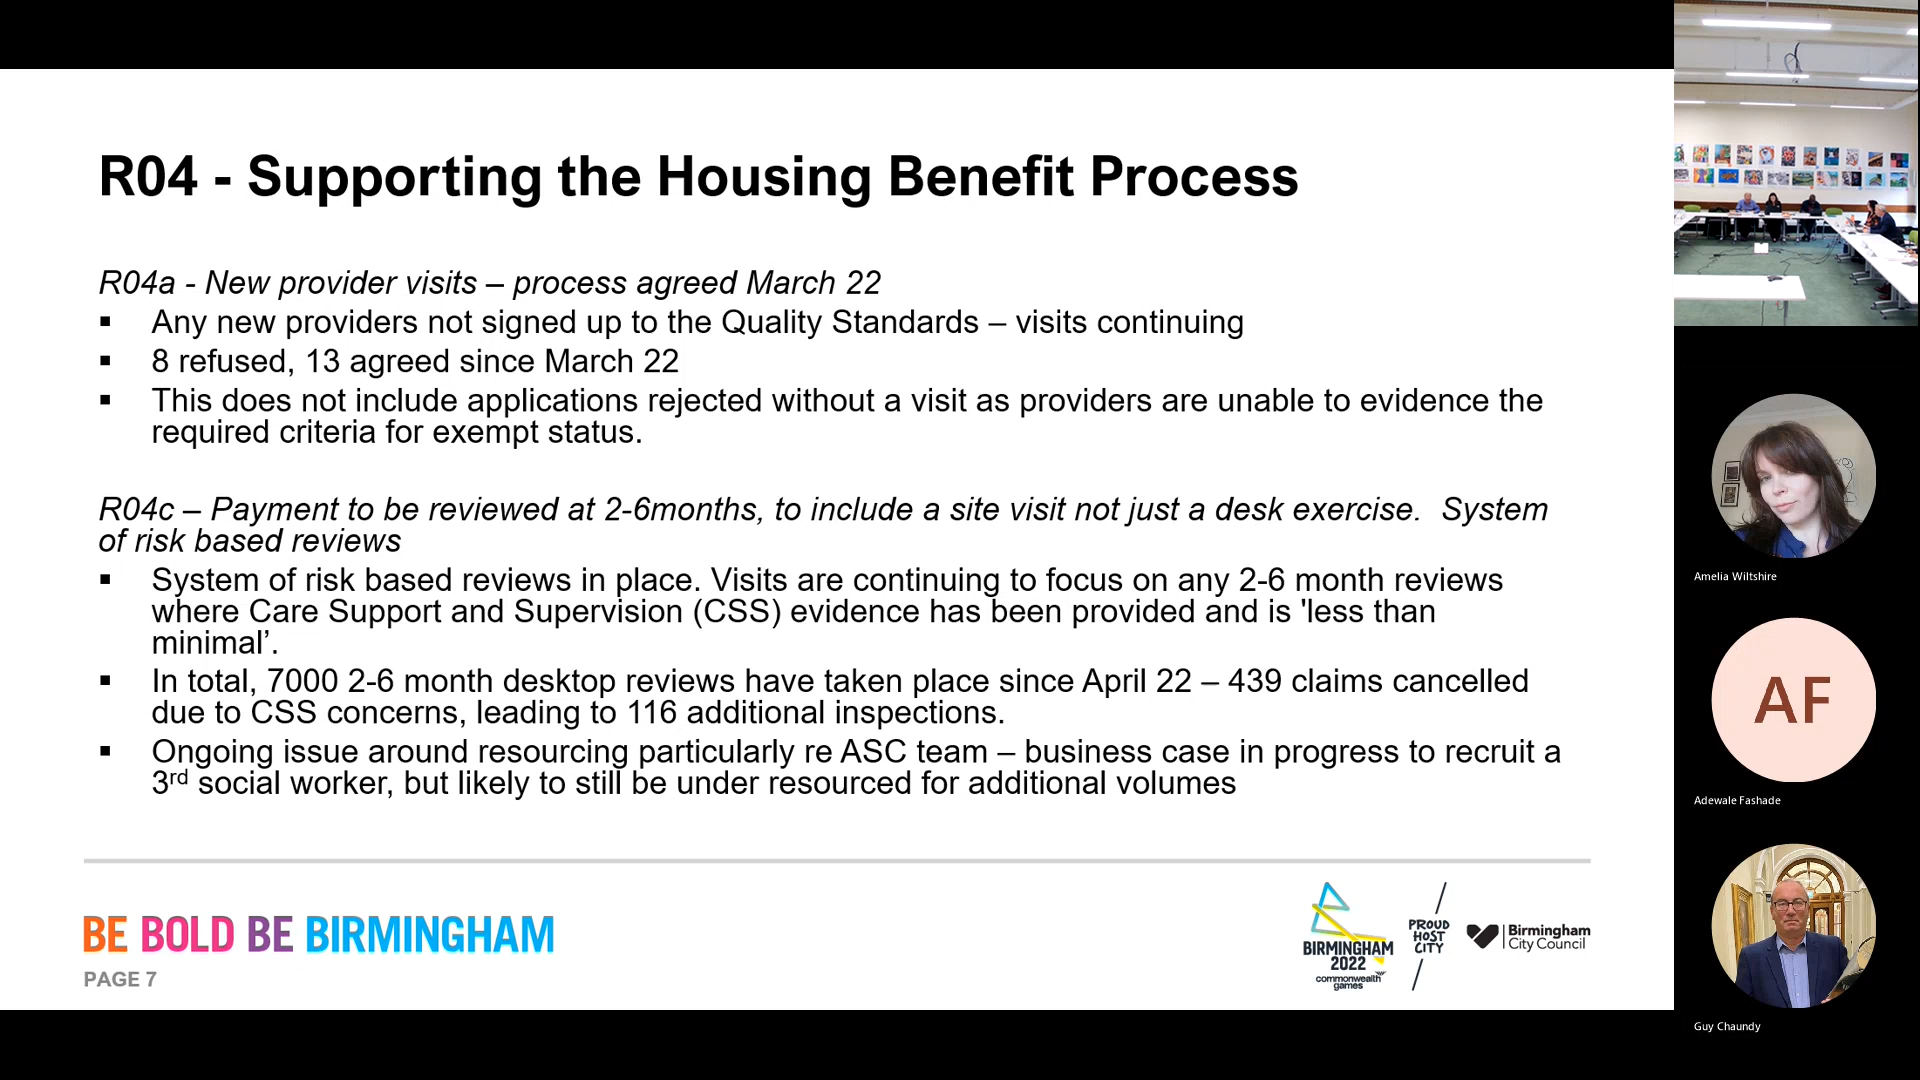 R04 - Supporting the Housing Benefit Process
R04a - New provider visits – process agreed March 22
▪ Any new providers not signed up to the Quality Standards – visits continuing
▪ 8 refused, 13 agreed since March 22
▪ This does not include applications rejected without a visit as providers are unable to evidence the
required criteria for exempt status.
R04c – Payment to be reviewed at 2-6months, to include a site visit not just a desk exercise.  System
of risk based reviews
▪ System of risk based reviews in place. Visits are continuing to focus on any 2-6 month reviews
where Care Support and Supervision (CSS) evidence has been provided and is 'less than
minimal’.
▪ In total, 7000 2-6 month desktop reviews have taken place since April 22 – 439 claims cancelled
due to CSS concerns, leading to 116 additional inspections.
▪ Ongoing issue around resourcing particularly re ASC team – business case in progress to recruit a
3rd social worker, but likely to still be under resourced for additional volumes
BE BOLD BE BIRMINGHAM
PAGE 7
BIRMINGHAM
2022
commonwealth
games
PROUD
HOST
CITY
Birmingham
City Council
Amelia Wiltshire
AF
Adewale Fashade
Guy Chaundy